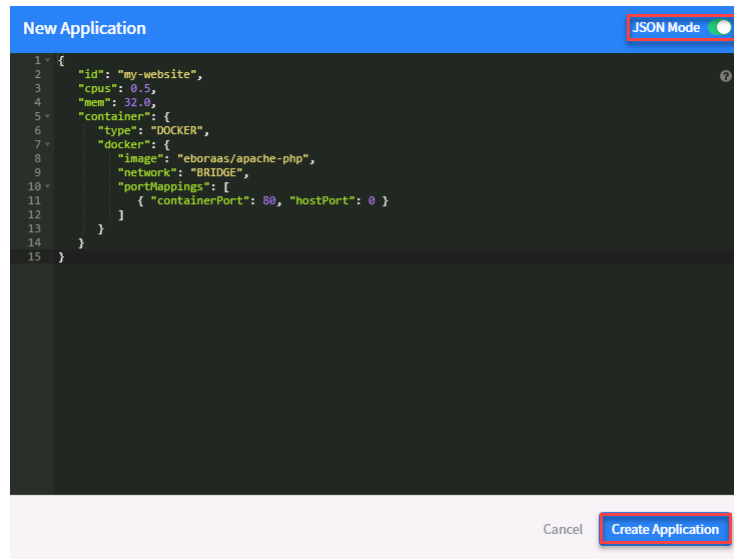 New Application
JSON Mode
1 {
2 "id": "my-website",
3 "cpus": 0.5,
4 "mem": 32.0,
5 "container": {
6 "type": "DOCKER",
7 "docker": {
8 "image": "eboraas/apache-php",
9 "network": "BRIDGE",
10 "portMappings": [
11 { "containerPort": 80, "hostPort": 0 }
12 ]
13 }
14 }
15 }
?
Cancel
Create Application